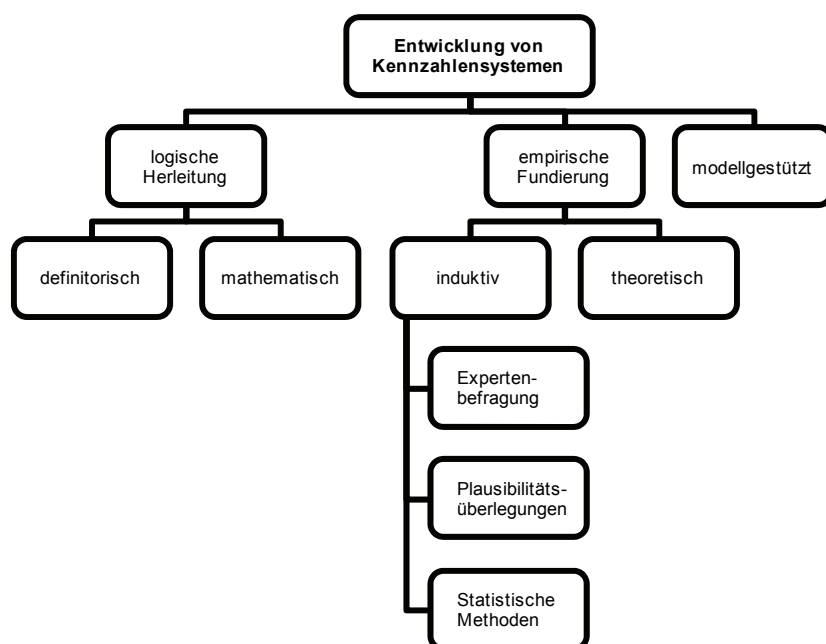 Entwicklung von
Kennzahlensystemen
logische
Herleitung
empirische
Fundierung
modellgestützt
definitorisch
mathematisch
induktiv
theoretisch
Experten-
befragung
Plausibilitäts-
überlegungen
Statistische
Methoden